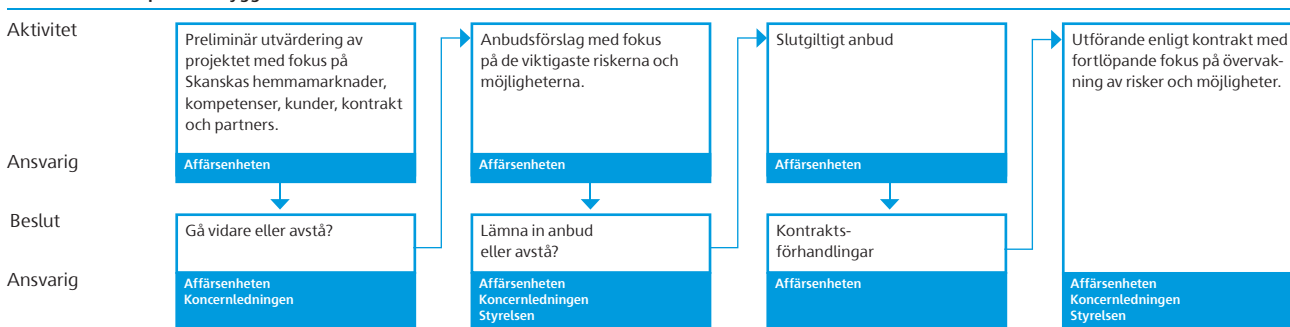 Aktivitet
Preliminär utvärdering av
projektet med fokus på
Skanskas hemmamarknader,
kompetenser, kunder, kontrakt
och partners.
Anbudsförslag med fokus
på de viktigaste riskerna och
möjligheterna.
Slutgiltigt anbud
Utförande enligt kontrakt med
fortlöpande fokus på övervak-
ning av risker och möjligheter.
Ansvarig
Affärsenheten
Affärsenheten
Affärsenheten
Beslut
Gå vidare eller avstå?
Lämna in anbud
eller avstå?
Kontrakts-
förhandlingar
Ansvarig
Affärsenheten
Koncernledningen
Affärsenheten
Koncernledningen
Styrelsen
Affärsenheten
Affärsenheten
Koncernledningen
Styrelsen